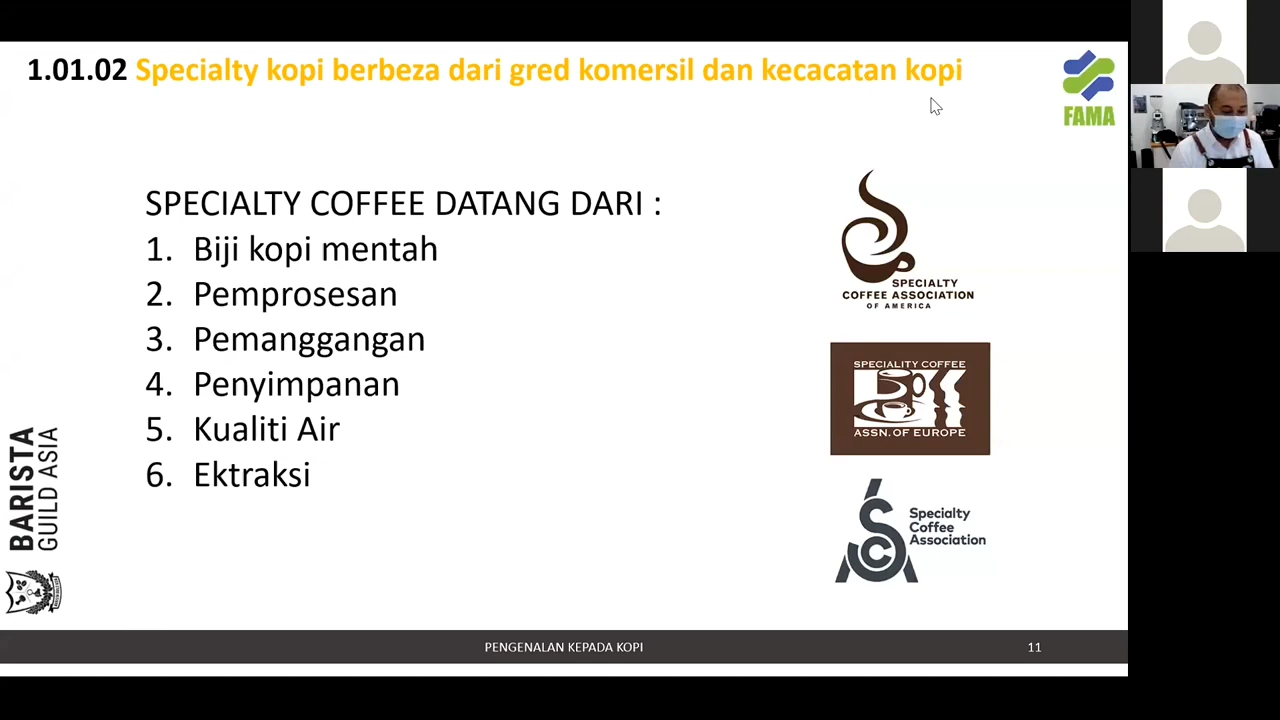 1.01.02 Specialty kopi berbeza dari gred komersil dan kecacatan kopi
FAMA
SPECIALTY COFFEE DATANG DARI :
1. Biji kopi mentah
2. Pemprosesan
3. Pemanggangan
4. Penyimpanan
5. Kualiti Air
6. Ektraksi
SPECIALTY
COFFEE ASSOCIATION
OF AMERICA
SPECIALITY COFFEE
ASSN. OF EUROPE
SCA
Specialty
Coffee
Association
BARISTA
GUILD ASIA
PENGENALAN KEPADA KOPI
11